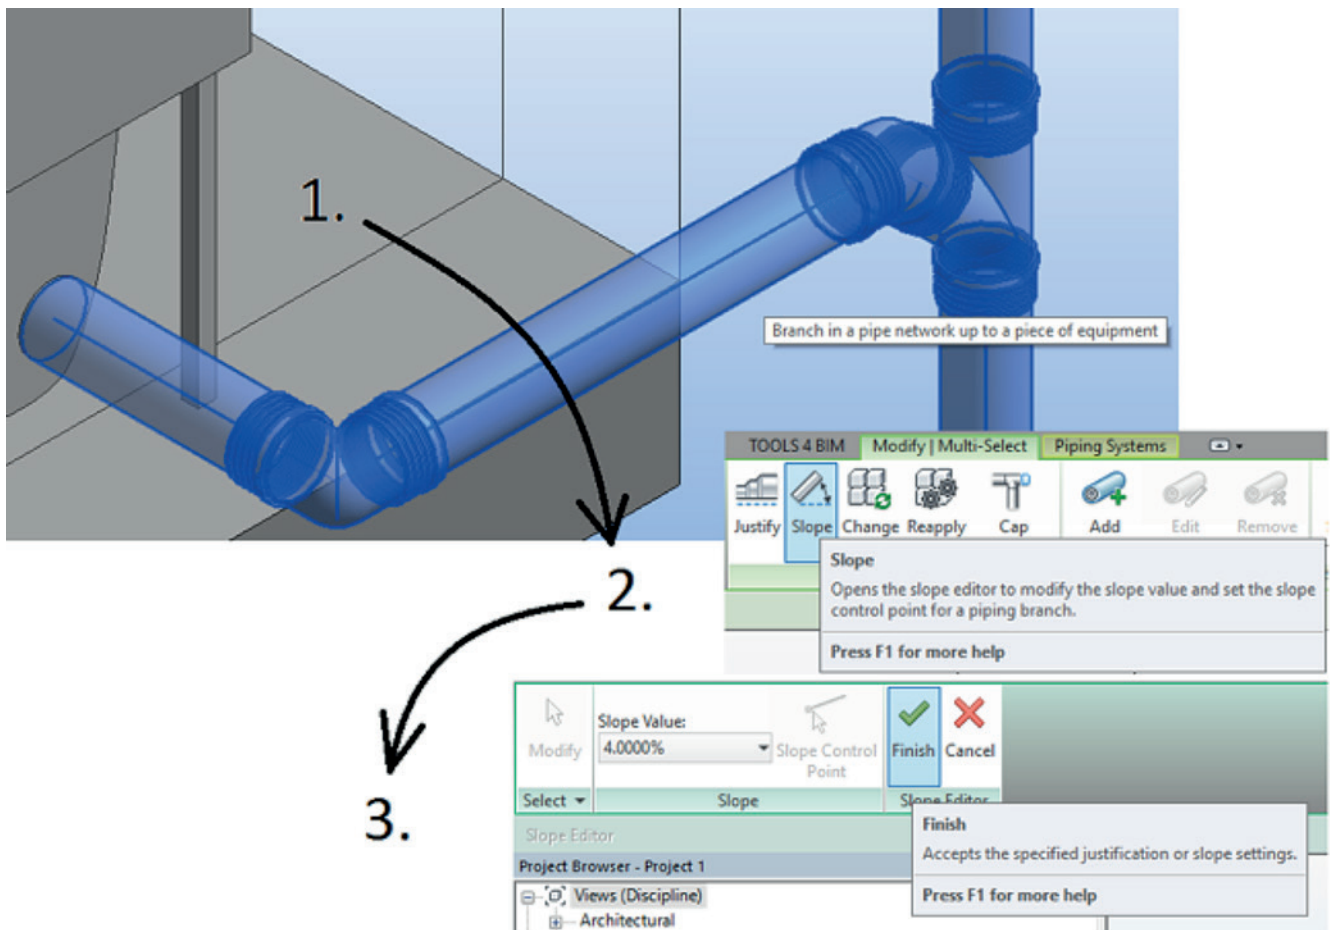 1.
Branch in a pipe network up to a piece of equipment
TOOLS 4 BIM Modify | Multi-Select Piping Systems
Justify Slope Change Reapply Cap Add Edit Remove
Slope
Opens the slope editor to modify the slope value and set the slope
control point for a piping branch.
Press F1 for more help
2.
Modify
Slope Value:
4.0000%
Slope Control
Point
Finish Cancel
Select Slope Slope Editor
3.
Slope Editor
Finish
Accepts the specified justification or slope settings.
Press F1 for more help
Project Browser - Project 1
Views (Discipline)
Architectural